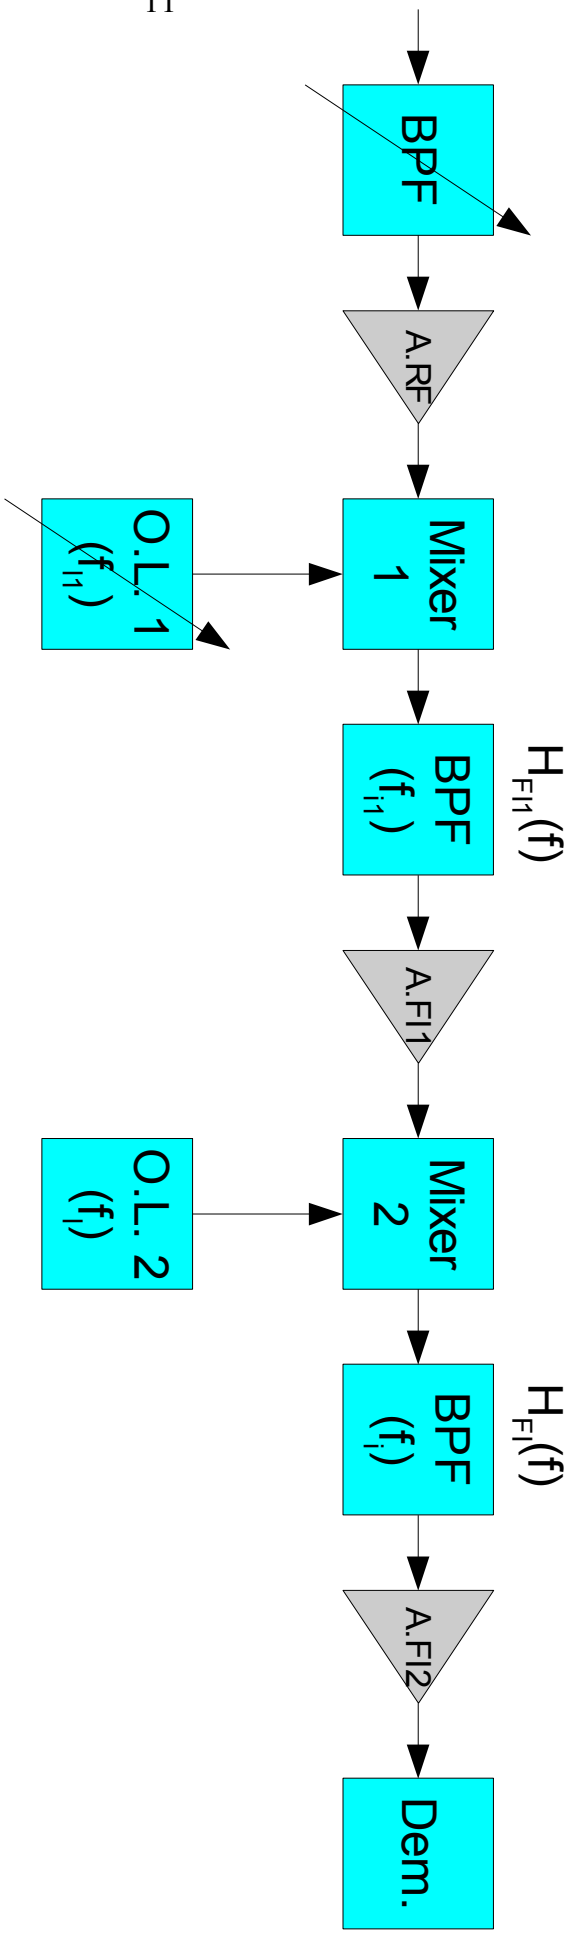 BPF
A.RF
Mixer
1
O.L. 1
(f_l1)
H_FI1(f)
BPF
(f_i1)
A.FI1
Mixer
2
O.L. 2
(f_l)
H_FI(f)
BPF
(f_i)
A.FI2
Dem.